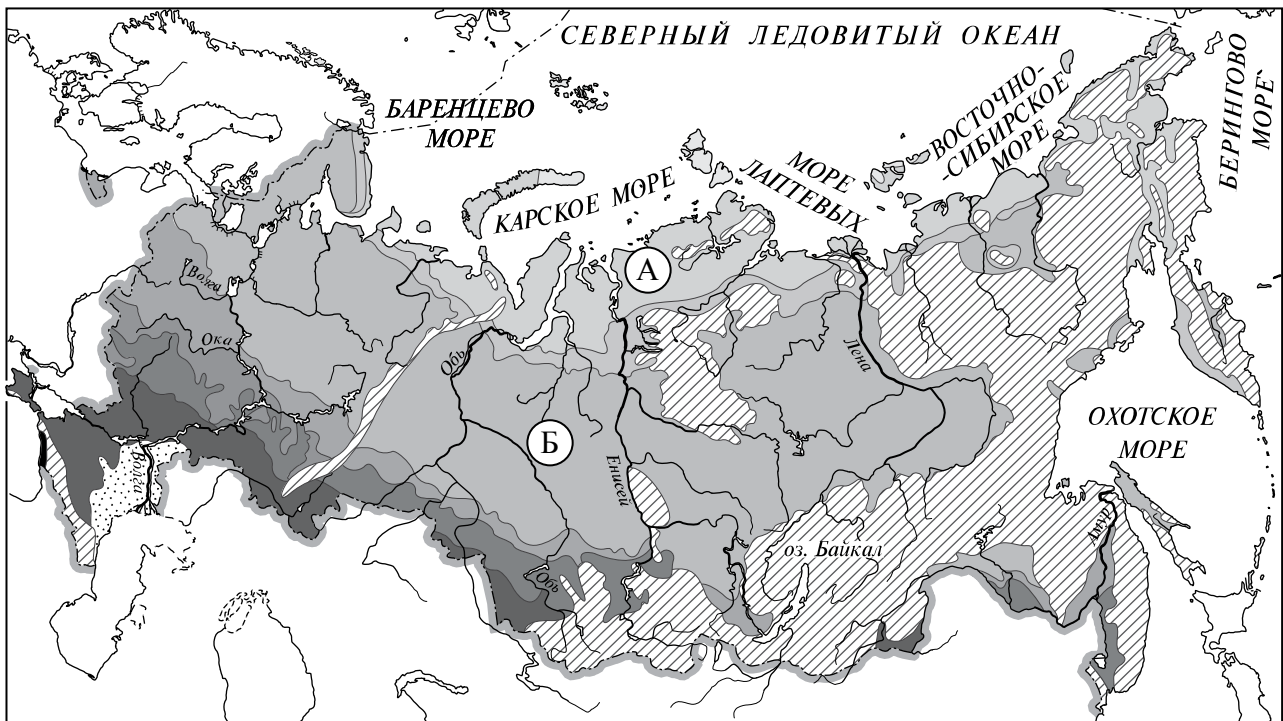 СЕВЕРНЫЙ ЛЕДОВИТЫЙ ОКЕАН
БАРЕНЦЕВО
МОРЕ
КАРСКОЕ МОРЕ
МОРЕ
ЛАПТЕВЫХ
ВОСТОЧНО-
-СИБИРСКОЕ
МОРЕ
БЕРИНГОВО
МОРЕ
А
Волга
Ока
Обь
Лена
Б
Енисей
ОХОТСКОЕ
МОРЕ
Волга
Амур
оз. Байкал
Обь